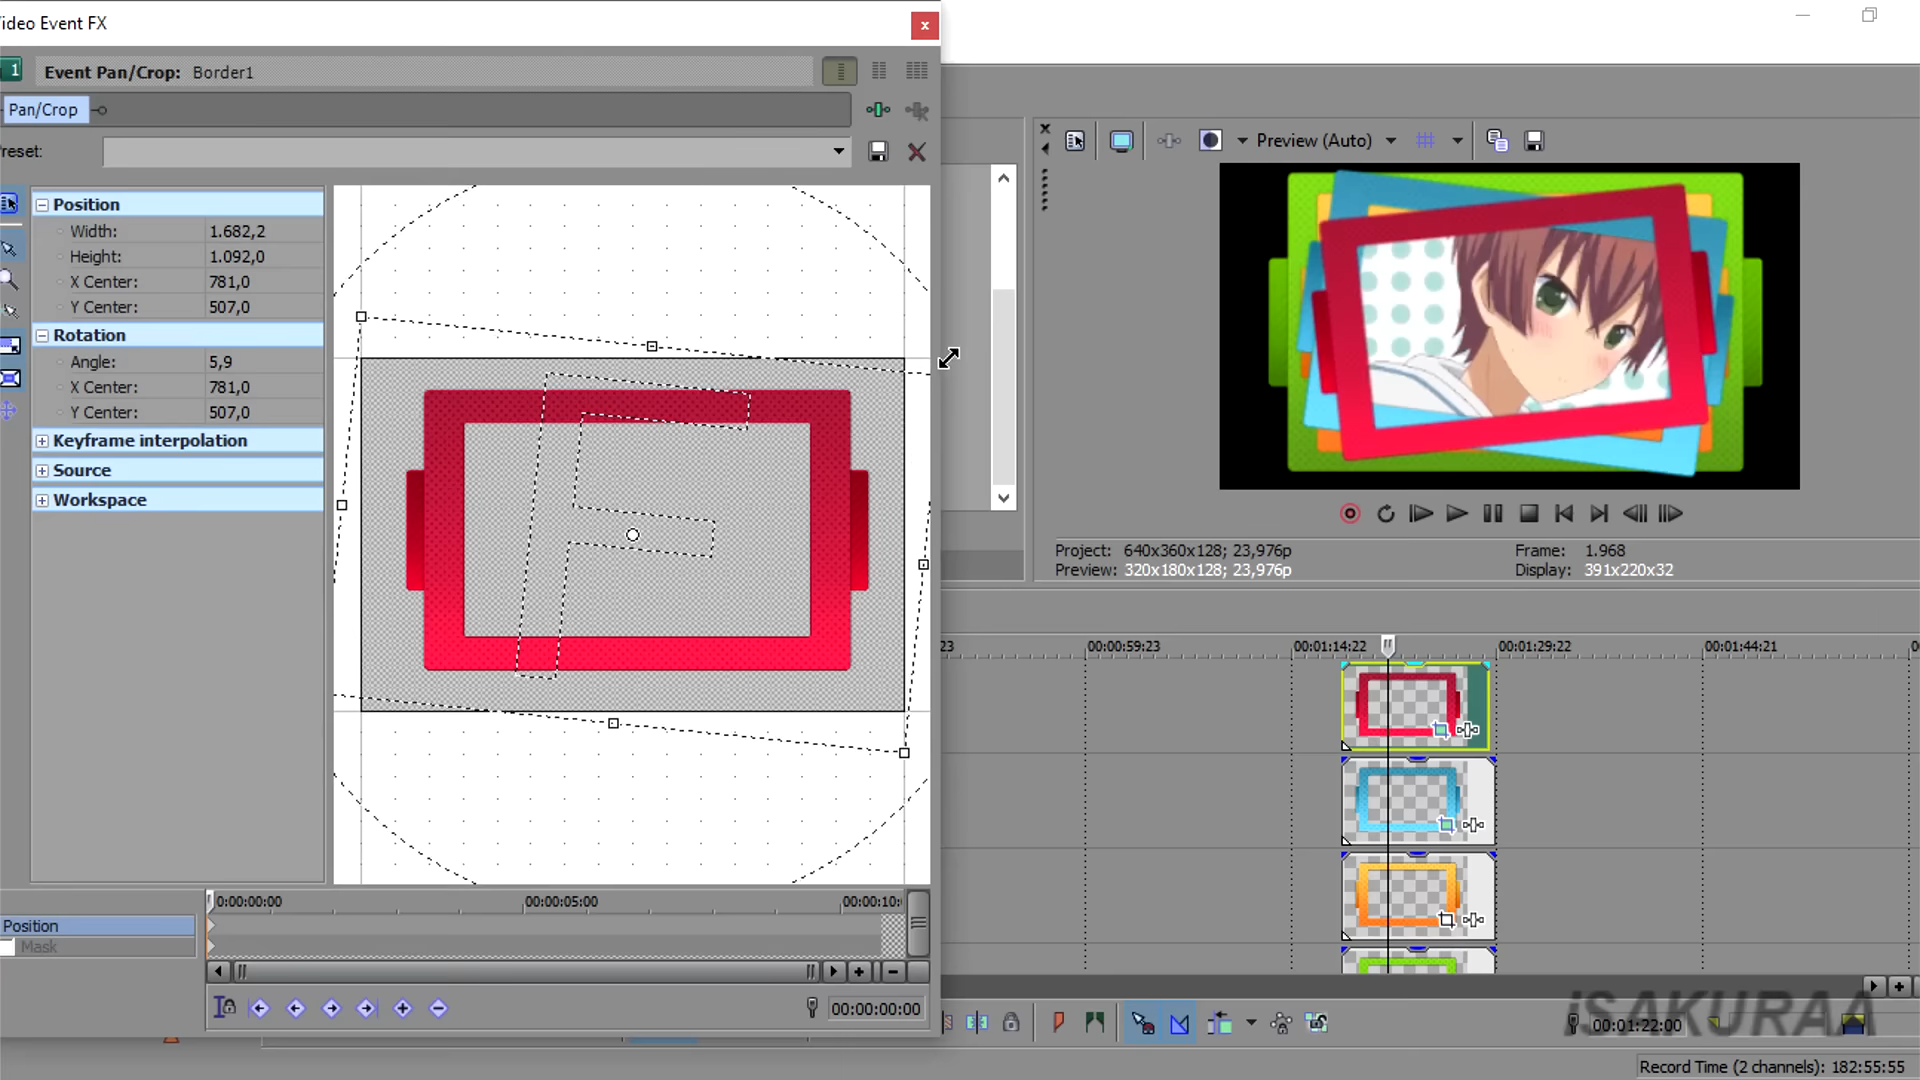 ideo Event FX
x
1
Event Pan/Crop: Border1
Pan/Crop
reset:
Position
Width: 1.682,2
Height: 1.092,0
X Center: 781,0
Y Center: 507,0
Rotation
Angle: 5,9
X Center: 781,0
Y Center: 507,0
Keyframe interpolation
Source
Workspace
Position
Mask
00:00:00:00
00:00:05:00
00:00:10:
00:00:00:00
Preview (Auto)
Project: 640x360x128; 23,976p
Preview: 320x180x128; 23,976p
Frame: 1.968
Display: 391x220x32
23
00:00:59:23
00:01:14:22
00:01:29:22
00:01:44:21
iSAKURAA
00:01:22:00
Record Time (2 channels): 182:55:55